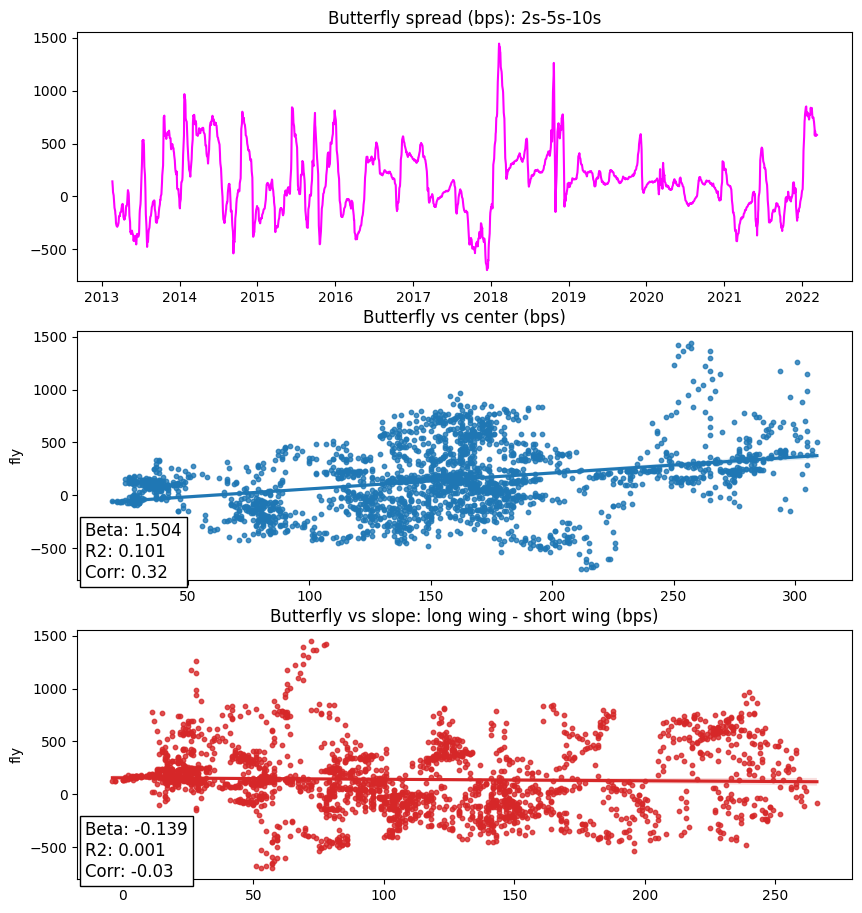 Butterfly spread (bps): 2s-5s-10s
1500
1000
500
0
−500
2013 2014 2015 2016 2017 2018 2019 2020 2021 2022
Butterfly vs center (bps)
1500
1000
500
0
−500
fly
Beta: 1.504
R2: 0.101
Corr: 0.32
50 100 150 200 250 300
Butterfly vs slope: long wing - short wing (bps)
1500
1000
500
0
−500
fly
Beta: -0.139
R2: 0.001
Corr: -0.03
0 50 100 150 200 250